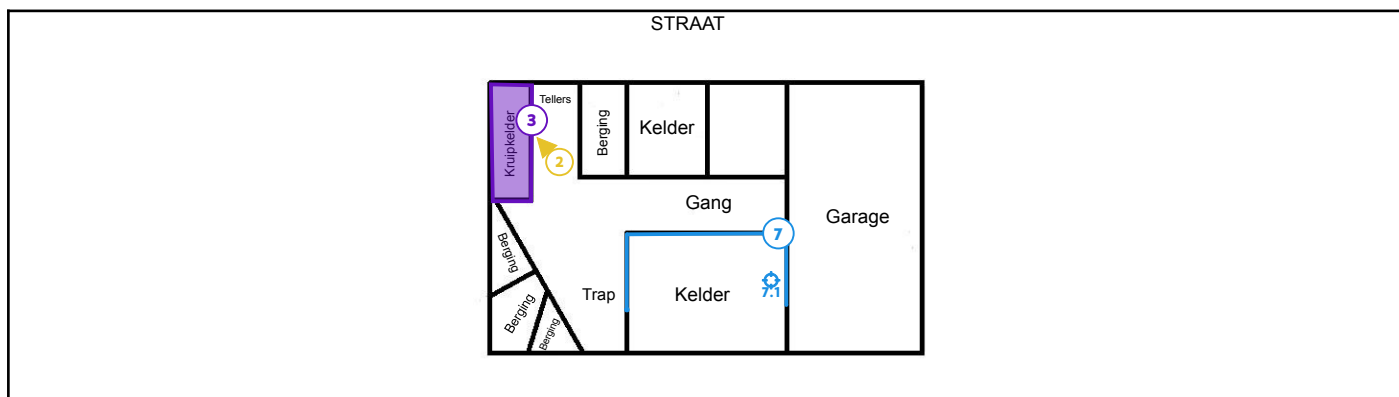 STRAAT
Tellers
Kruipkelder
3
2
Berging
Kelder
Gang
Garage
7
7.1
Kelder
Trap
Berging
Berging
Berging